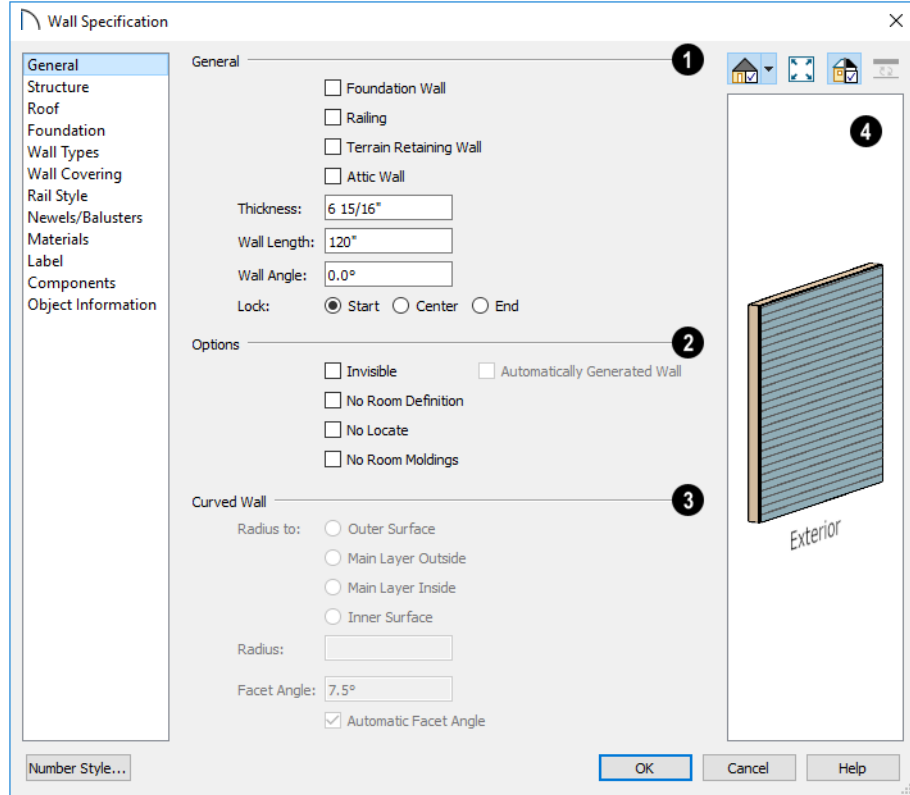 Wall Specification
General
Structure
Roof
Foundation
Wall Types
Wall Covering
Rail Style
Newels/Balusters
Materials
Label
Components
Object Information
General
1
Foundation Wall
Railing
Terrain Retaining Wall
Attic Wall
Thickness: 6 15/16"
Wall Length: 120"
Wall Angle: 0.0°
Lock: Start Center End
Options
2
Invisible Automatically Generated Wall
No Room Definition
No Locate
No Room Moldings
Curved Wall
3
Radius to: Outer Surface
Main Layer Outside
Main Layer Inside
Inner Surface
Radius:
Facet Angle: 7.5°
Automatic Facet Angle
4
Exterior
Number Style... OK Cancel Help